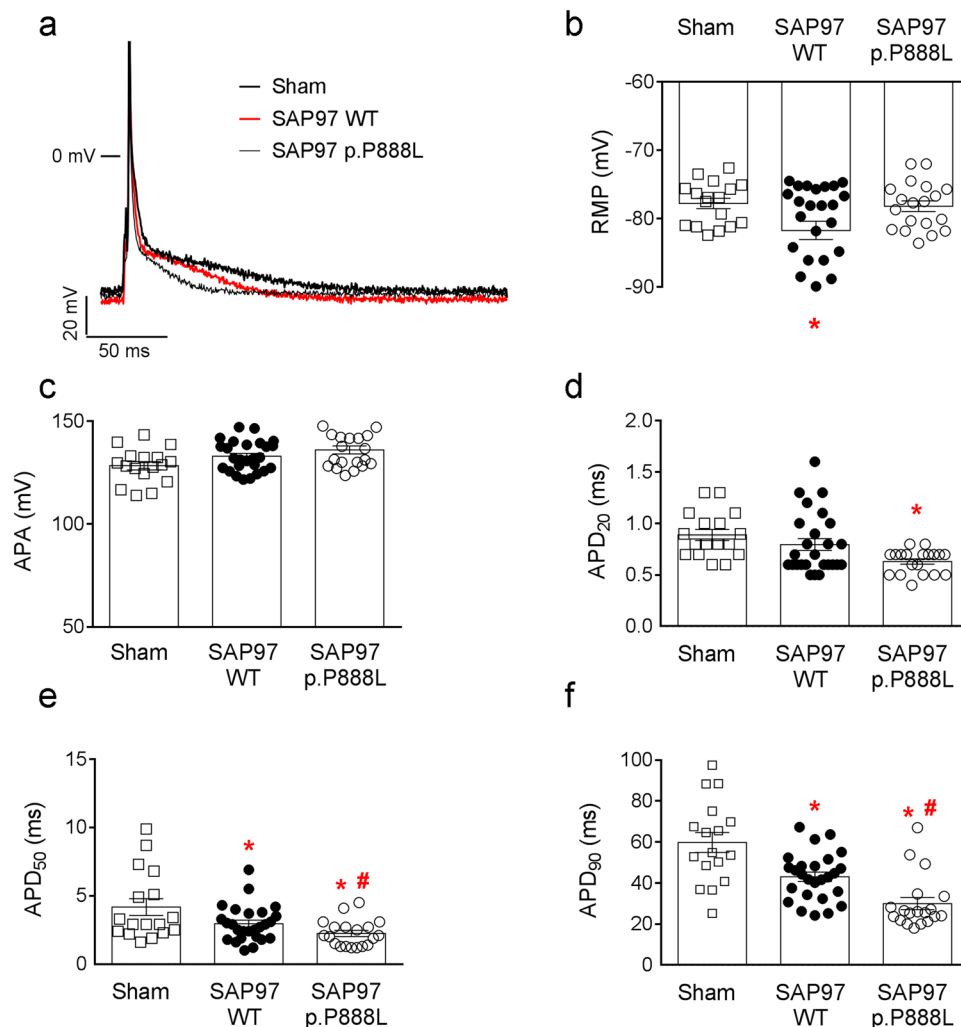 a
Sham
SAP97 WT
SAP97 p.P888L
0 mV
20 mV
50 ms
b
Sham
SAP97
WT
SAP97
p.P888L
-60
-70
-80
-90
RMP (mV)
*
c
150
100
50
APA (mV)
Sham
SAP97
WT
SAP97
p.P888L
d
2.0
1.5
1.0
0.5
0.0
APD20 (ms)
*
Sham
SAP97
WT
SAP97
p.P888L
e
15
10
5
0
APD50 (ms)
*
* #
Sham
SAP97
WT
SAP97
p.P888L
f
100
80
60
40
20
0
APD90 (ms)
*
* #
Sham
SAP97
WT
SAP97
p.P888L